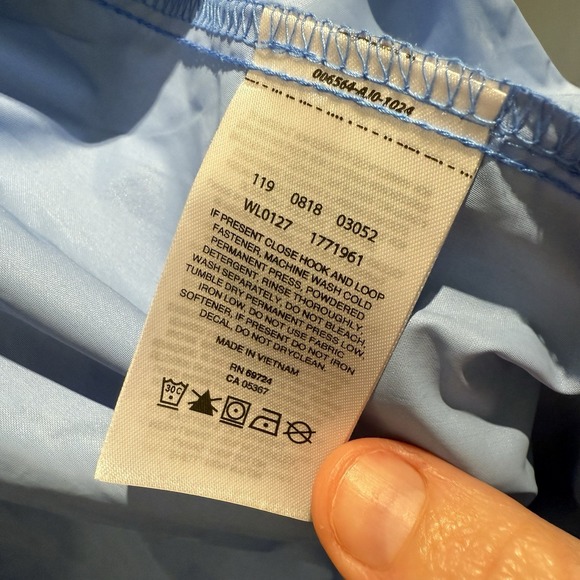 006564-AJ0-1024
119 0818 03052
WL0127 1771961
IF PRESENT CLOSE HOOK AND LOOP
FASTENER, MACHINE WASH COLD
PERMANENT PRESS, POWDERED
DETERGENT. RINSE THOROUGHLY.
WASH SEPARATELY. DO NOT BLEACH.
TUMBLE DRY PERMANENT PRESS LOW.
IRON LOW. DO NOT USE FABRIC
SOFTENER, IF PRESENT DO NOT IRON
DECAL, DO NOT DRYCLEAN.
MADE IN VIETNAM
RN 69724
CA 05367
30C